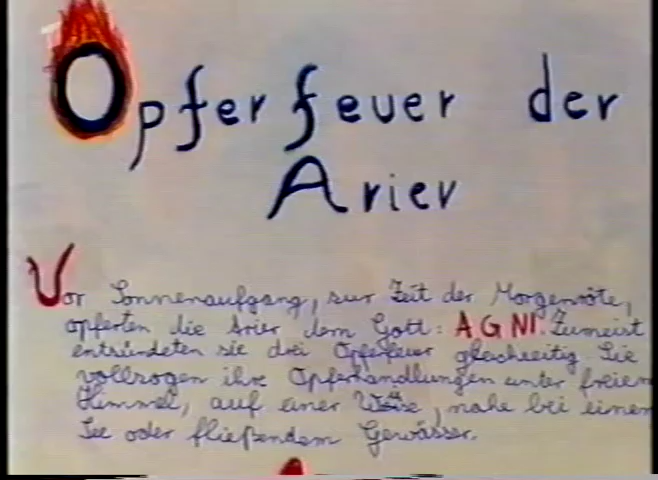 Opferfeuer der
Arier
Vor Sonnenaufgang, zur Zeit der Morgenröte,
opferten die Arier dem Gott: AGNI. Zumeist
entzündeten sie drei Opferfeuer gleichzeitig. Sie
vollzogen ihre Opferhandlungen unter freiem
Himmel, auf einer Wiese, nahe bei einem
See oder fließendem Gewässer.